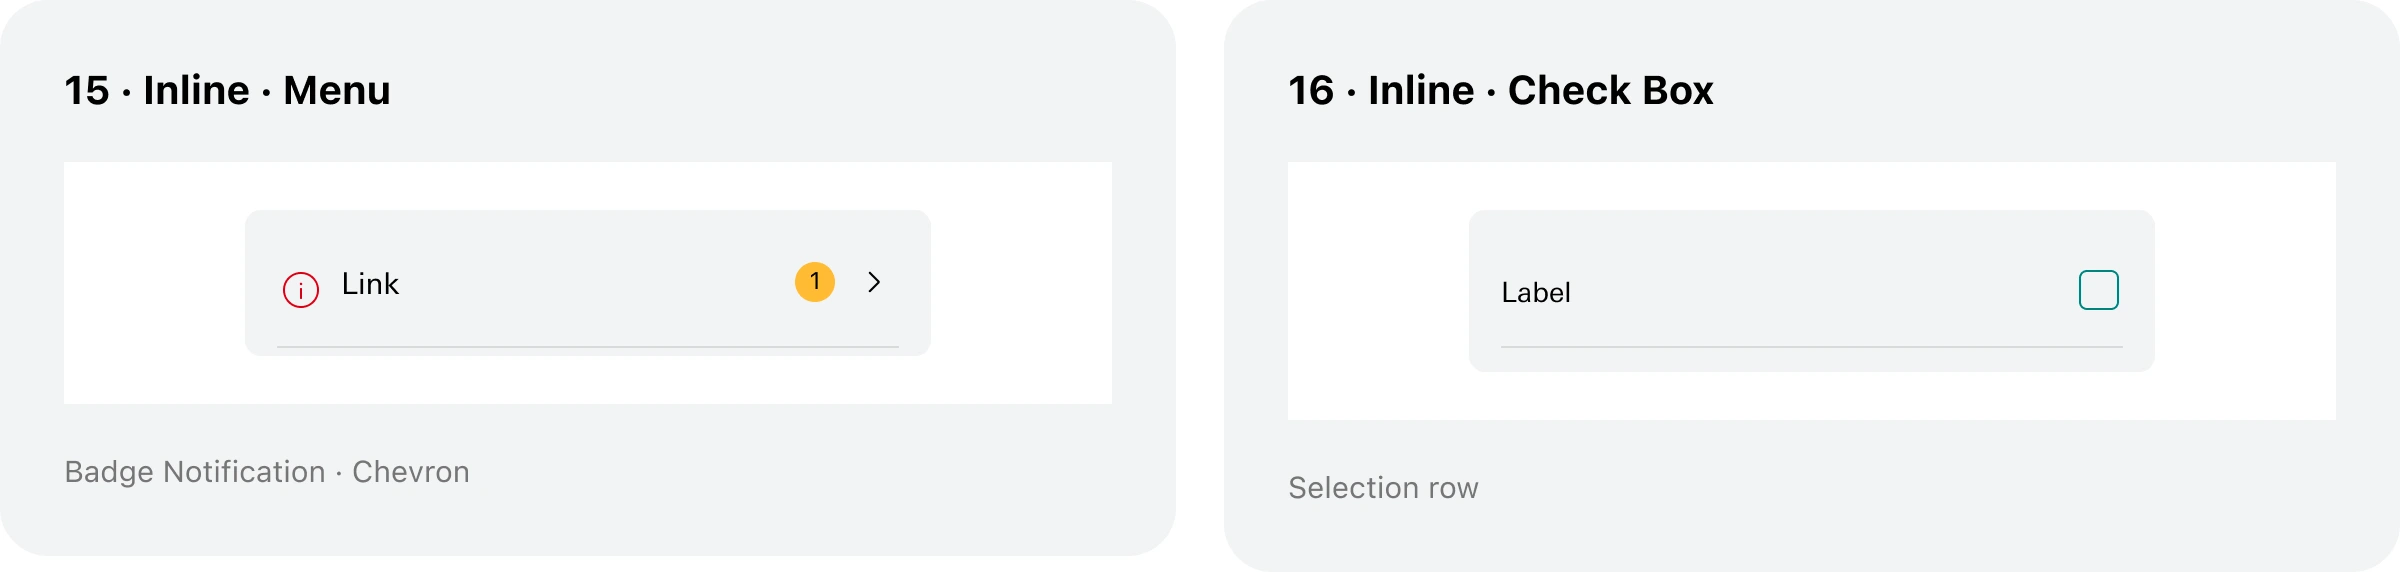 15 · Inline · Menu
Link
1
Badge Notification · Chevron
16 · Inline · Check Box
Label
Selection row